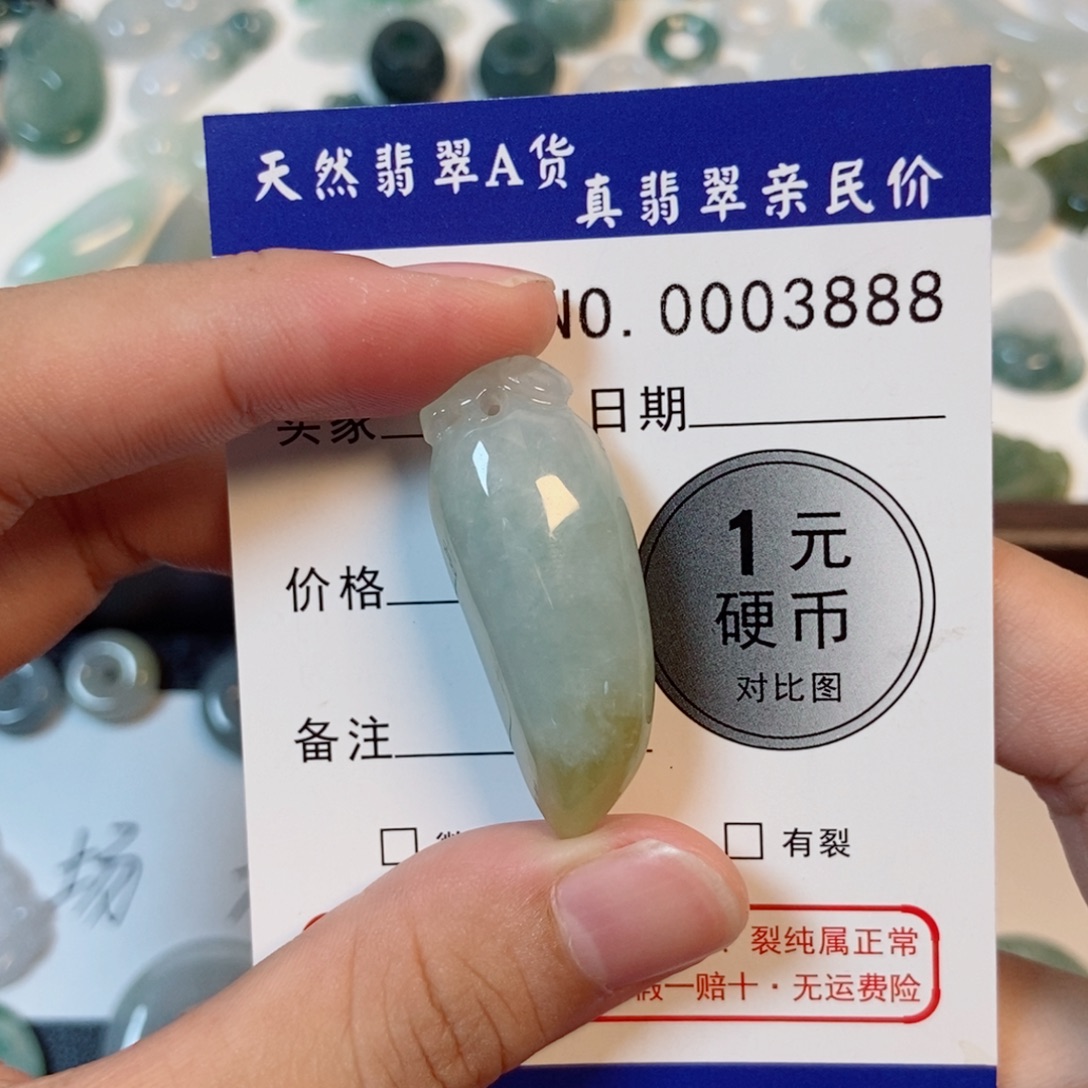 天然翡翠A货
真翡翠亲民价
NO. 0003888
日期
价格
1元
硬币
对比图
备注
有裂
裂纯属正常
假一赔十·无运费险
场